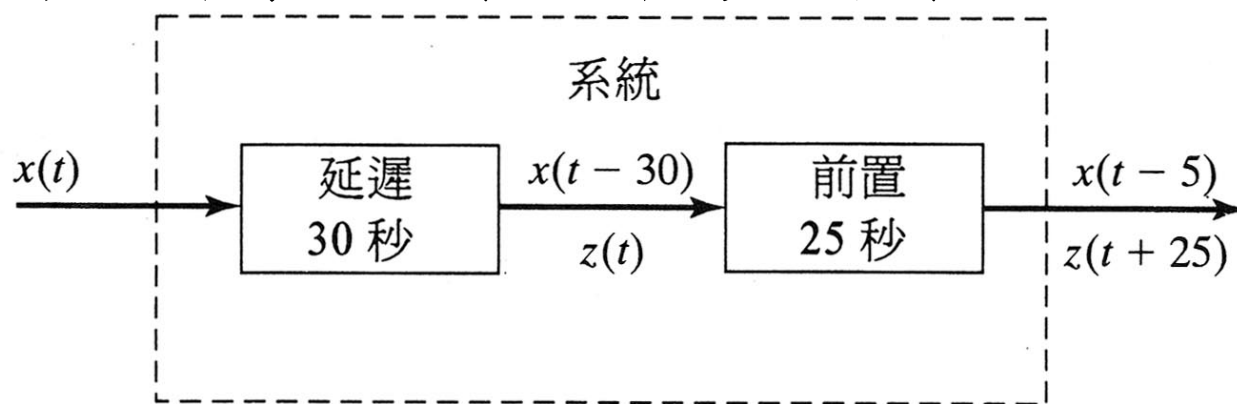 系統
x(t)
延遲
30 秒
x(t − 30)
z(t)
前置
25 秒
x(t − 5)
z(t + 25)